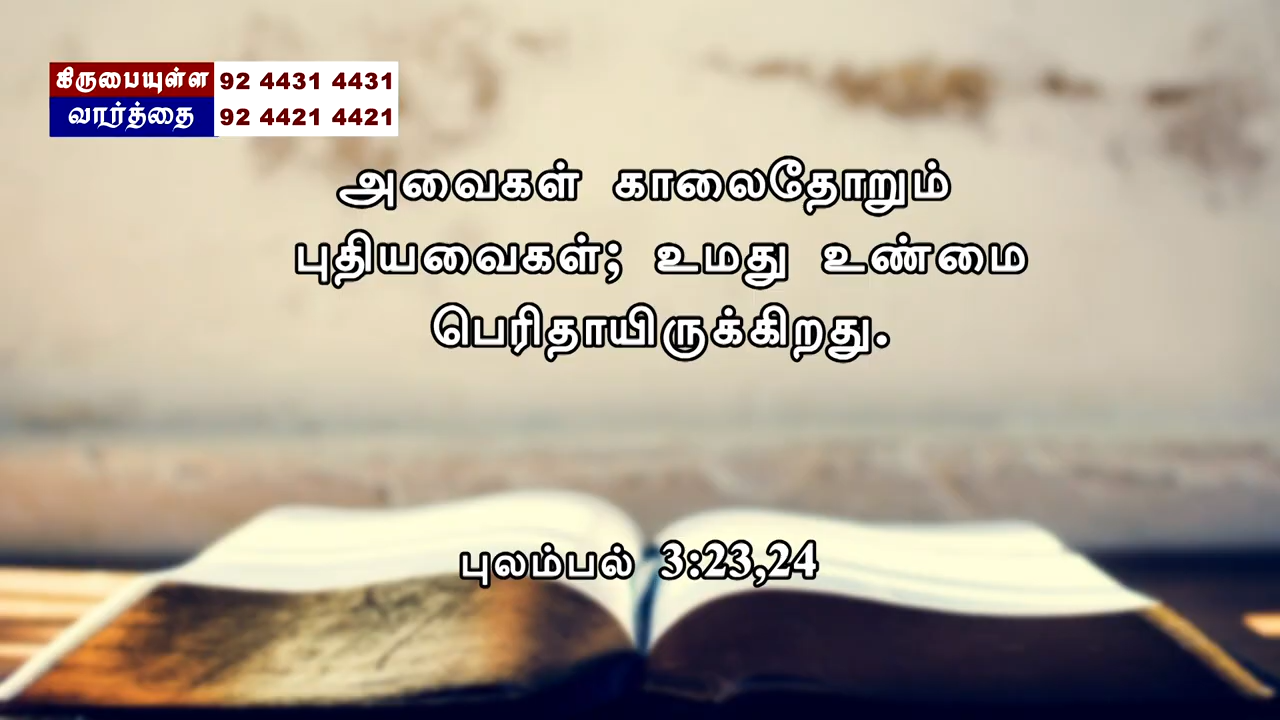 கிருபையுள்ள 92 4431 4431
வார்த்தை 92 4421 4421
அவைகள் காலைதோறும்
புதியவைகள்; உமது உண்மை
பெரிதாயிருக்கிறது.
புலம்பல் 3:23,24